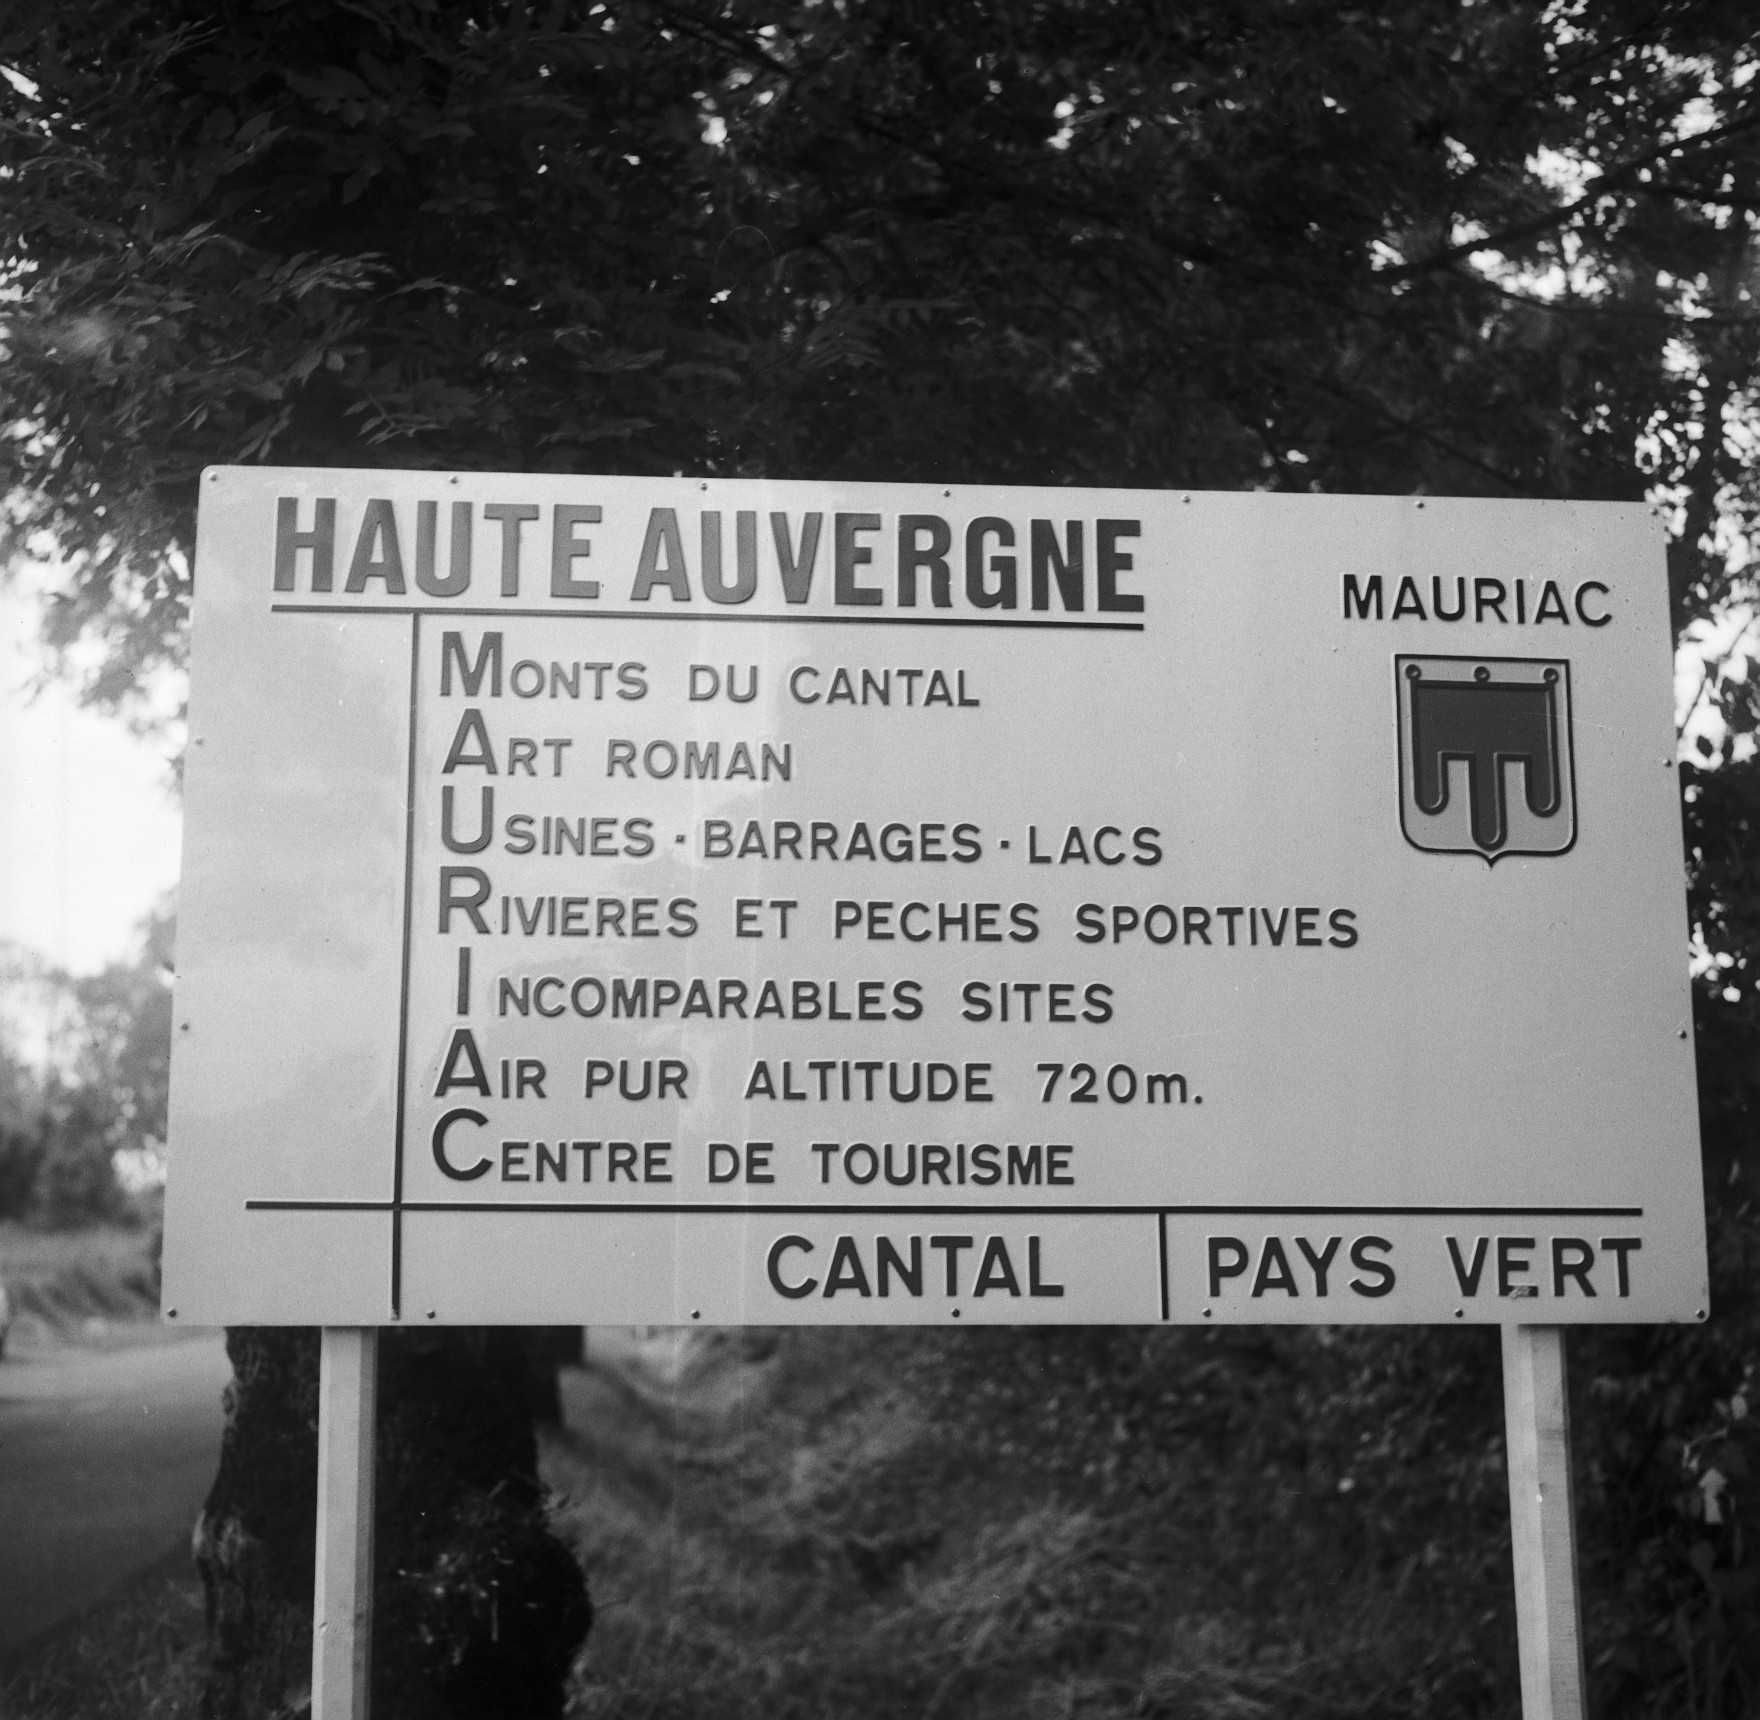 HAUTE AUVERGNE
MAURIAC
MONTS DU CANTAL
ART ROMAN
USINES · BARRAGES · LACS
RIVIERES ET PECHES SPORTIVES
INCOMPARABLES SITES
AIR PUR ALTITUDE 720m.
CENTRE DE TOURISME
CANTAL PAYS VERT